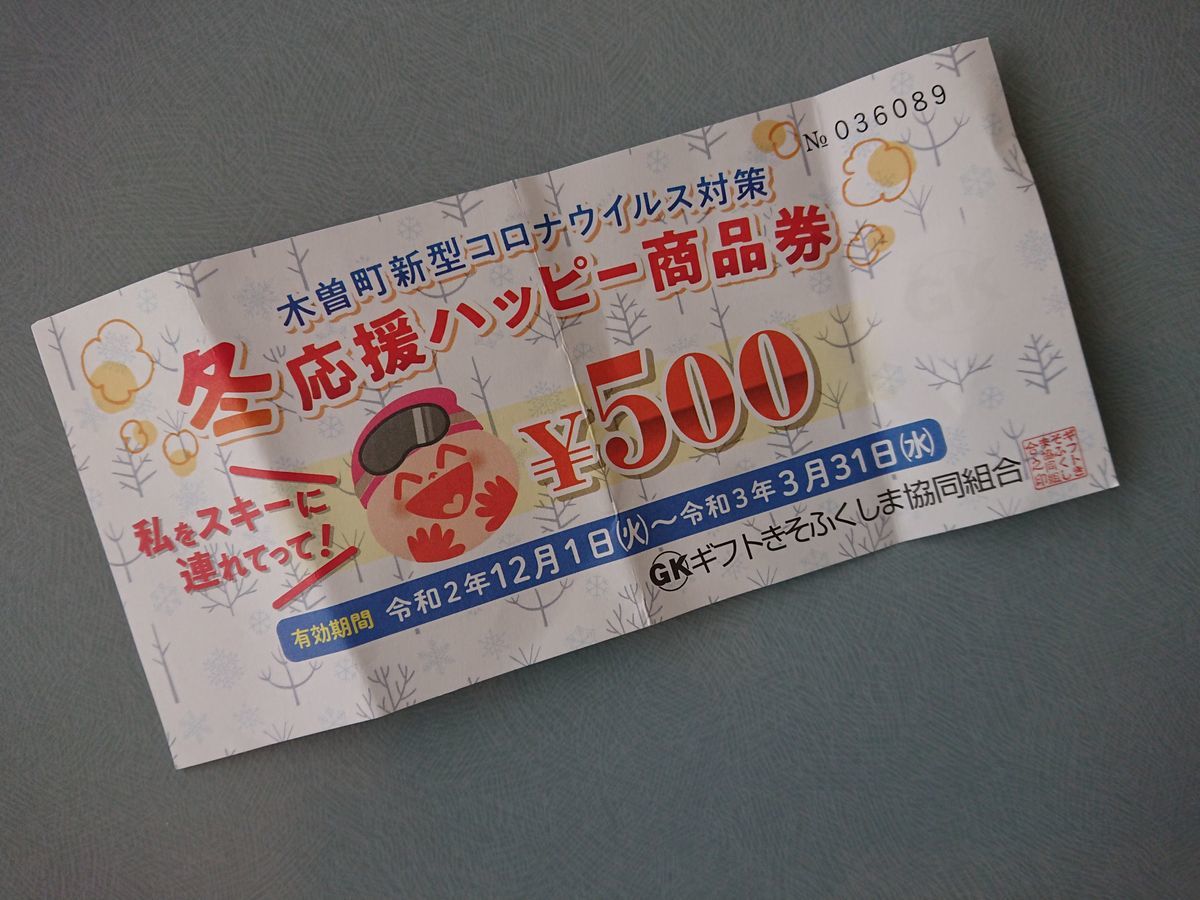 №036089
木曽町新型コロナウイルス対策
冬応援ハッピー商品券
¥500
私をスキーに
連れてって!
有効期間 令和2年12月1日(火)~令和3年3月31日(水)
GKギフトきそふくしま協同組合